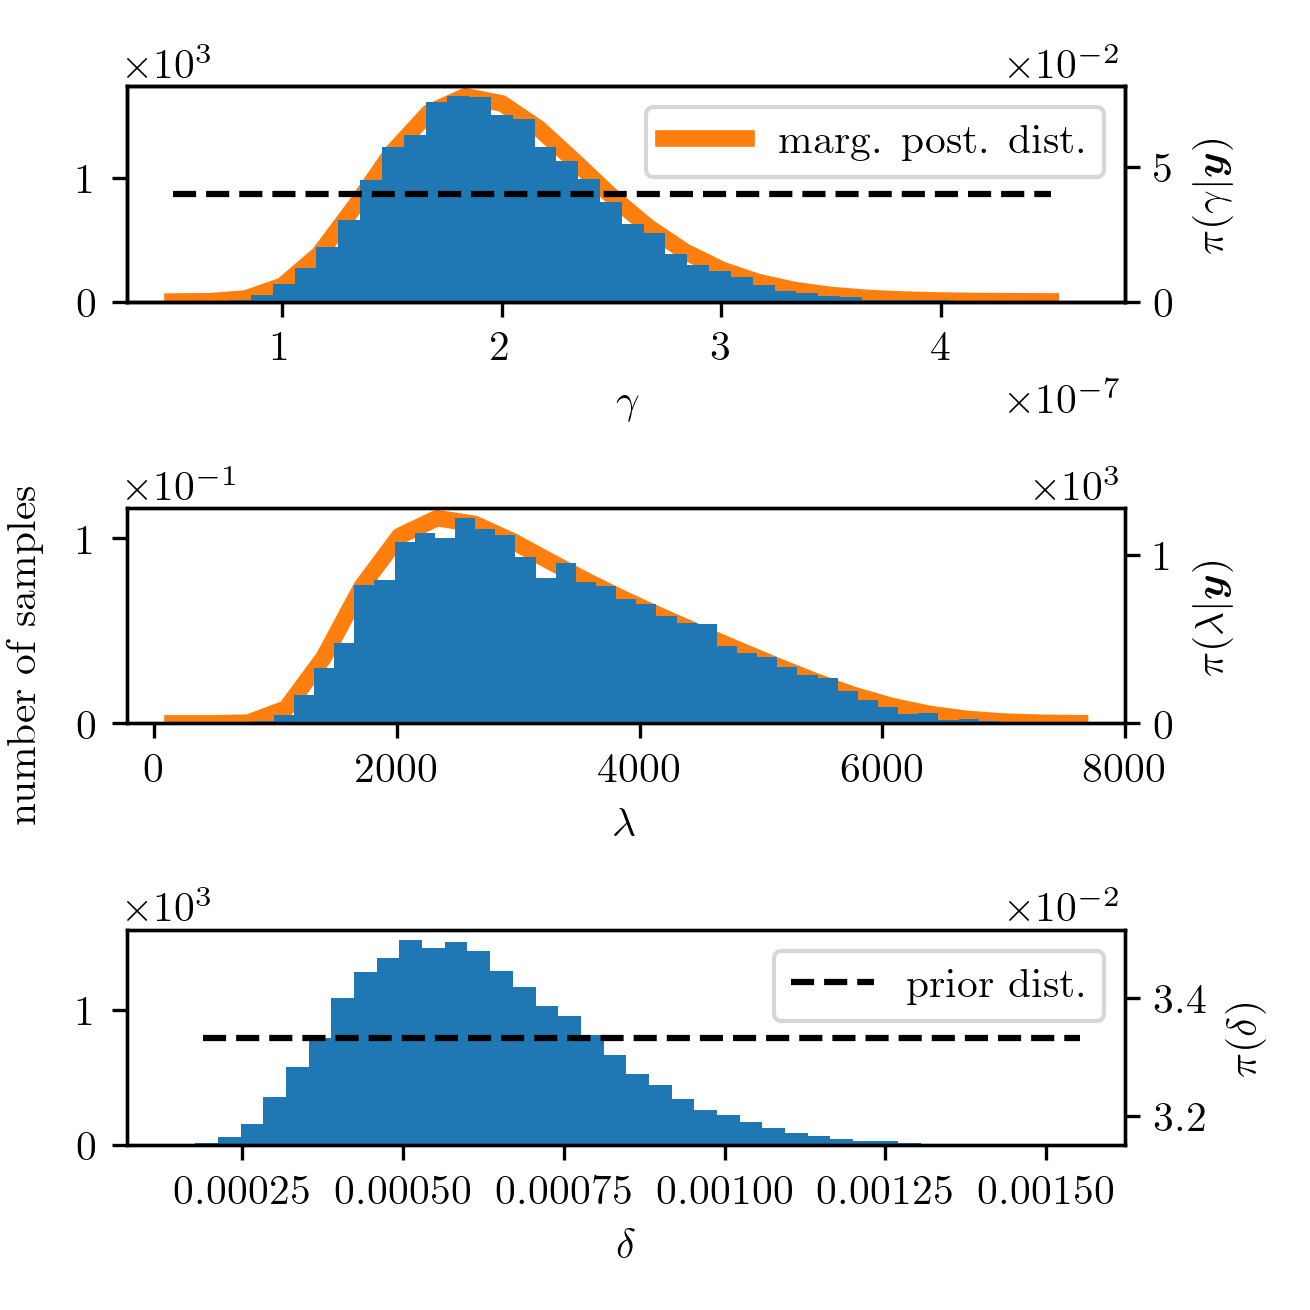 ×10³ ×10⁻²
marg. post. dist.
1
0
5
0
π(γ|y)
1 2 3 4
γ
×10⁻⁷
number of samples
×10⁻¹ ×10³
1
0
1
0
π(λ|y)
0 2000 4000 6000 8000
λ
×10³ ×10⁻²
prior dist.
1
0
3.4
3.2
π(δ)
0.00025 0.00050 0.00075 0.00100 0.00125 0.00150
δ